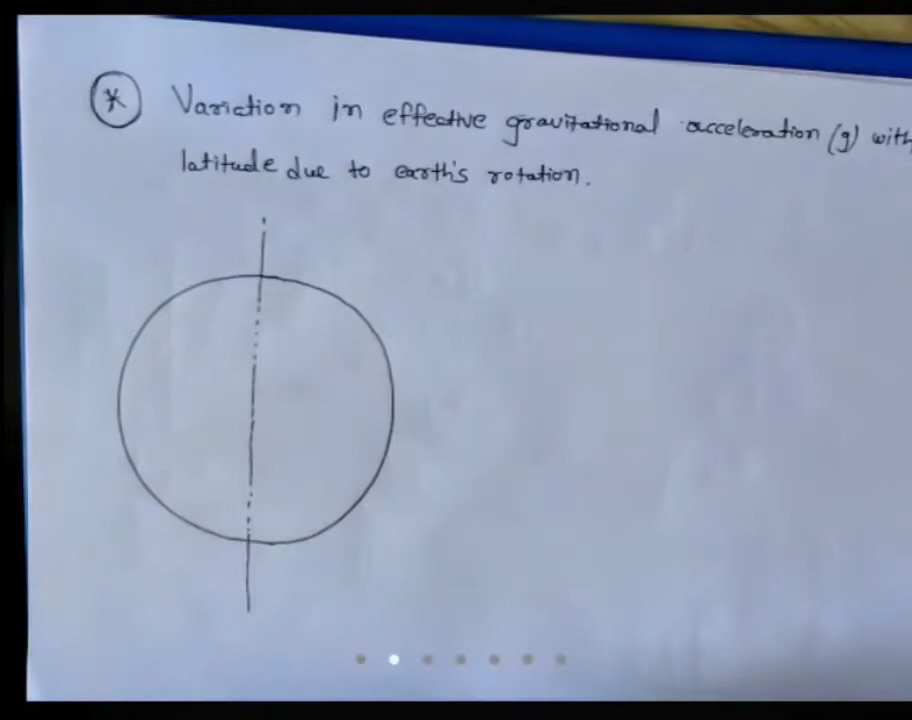 * Variation in effective gravitational acceleration (g) with
latitude due to earth's rotation.